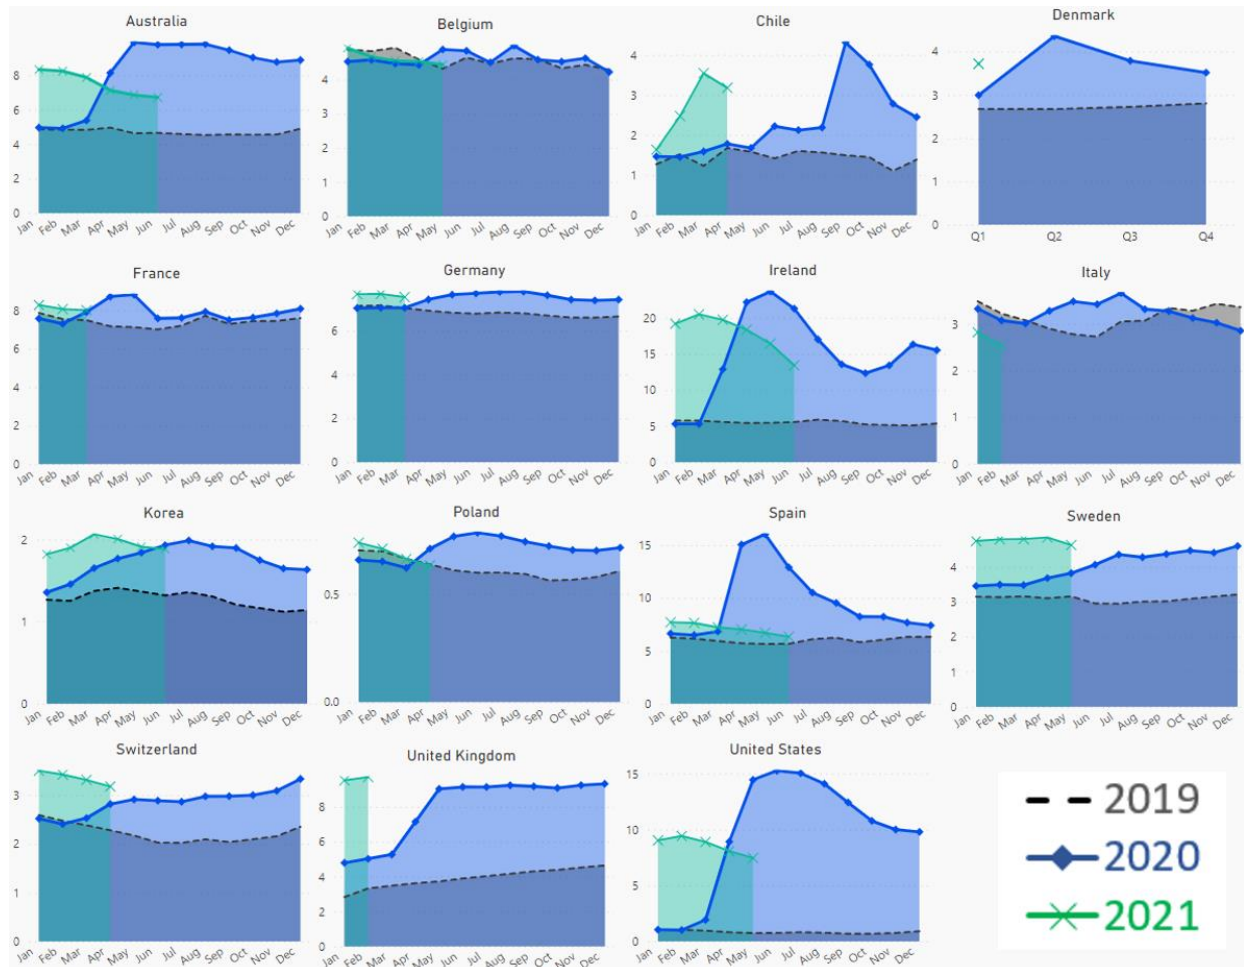 Australia
8
6
4
2
0
Jan Feb Mar Apr May Jun Jul Aug Sep Oct Nov Dec
Belgium
4
3
2
1
0
Jan Feb Mar Apr May Jun Jul Aug Sep Oct Nov Dec
Chile
4
3
2
1
0
Jan Feb Mar Apr May Jun Jul Aug Sep Oct Nov Dec
Denmark
4
3
2
1
0
Q1 Q2 Q3 Q4
France
8
6
4
2
0
Jan Feb Mar Apr May Jun Jul Aug Sep Oct Nov Dec
Germany
6
4
2
0
Jan Feb Mar Apr May Jun Jul Aug Sep Oct Nov Dec
Ireland
20
15
10
5
0
Jan Feb Mar Apr May Jun Jul Aug Sep Oct Nov Dec
Italy
3
2
1
0
Jan Feb Mar Apr May Jun Jul Aug Sep Oct Nov Dec
Korea
2
1
0
Jan Feb Mar Apr May Jun Jul Aug Sep Oct Nov Dec
Poland
0.5
0.0
Jan Feb Mar Apr May Jun Jul Aug Sep Oct Nov Dec
Spain
15
10
5
0
Jan Feb Mar Apr May Jun Jul Aug Sep Oct Nov Dec
Sweden
4
3
2
1
0
Jan Feb Mar Apr May Jun Jul Aug Sep Oct Nov Dec
Switzerland
3
2
1
0
Jan Feb Mar Apr May Jun Jul Aug Sep Oct Nov Dec
United Kingdom
8
6
4
2
0
Jan Feb Mar Apr May Jun Jul Aug Sep Oct Nov Dec
United States
15
10
5
0
Jan Feb Mar Apr May Jun Jul Aug Sep Oct Nov Dec
2019
2020
2021